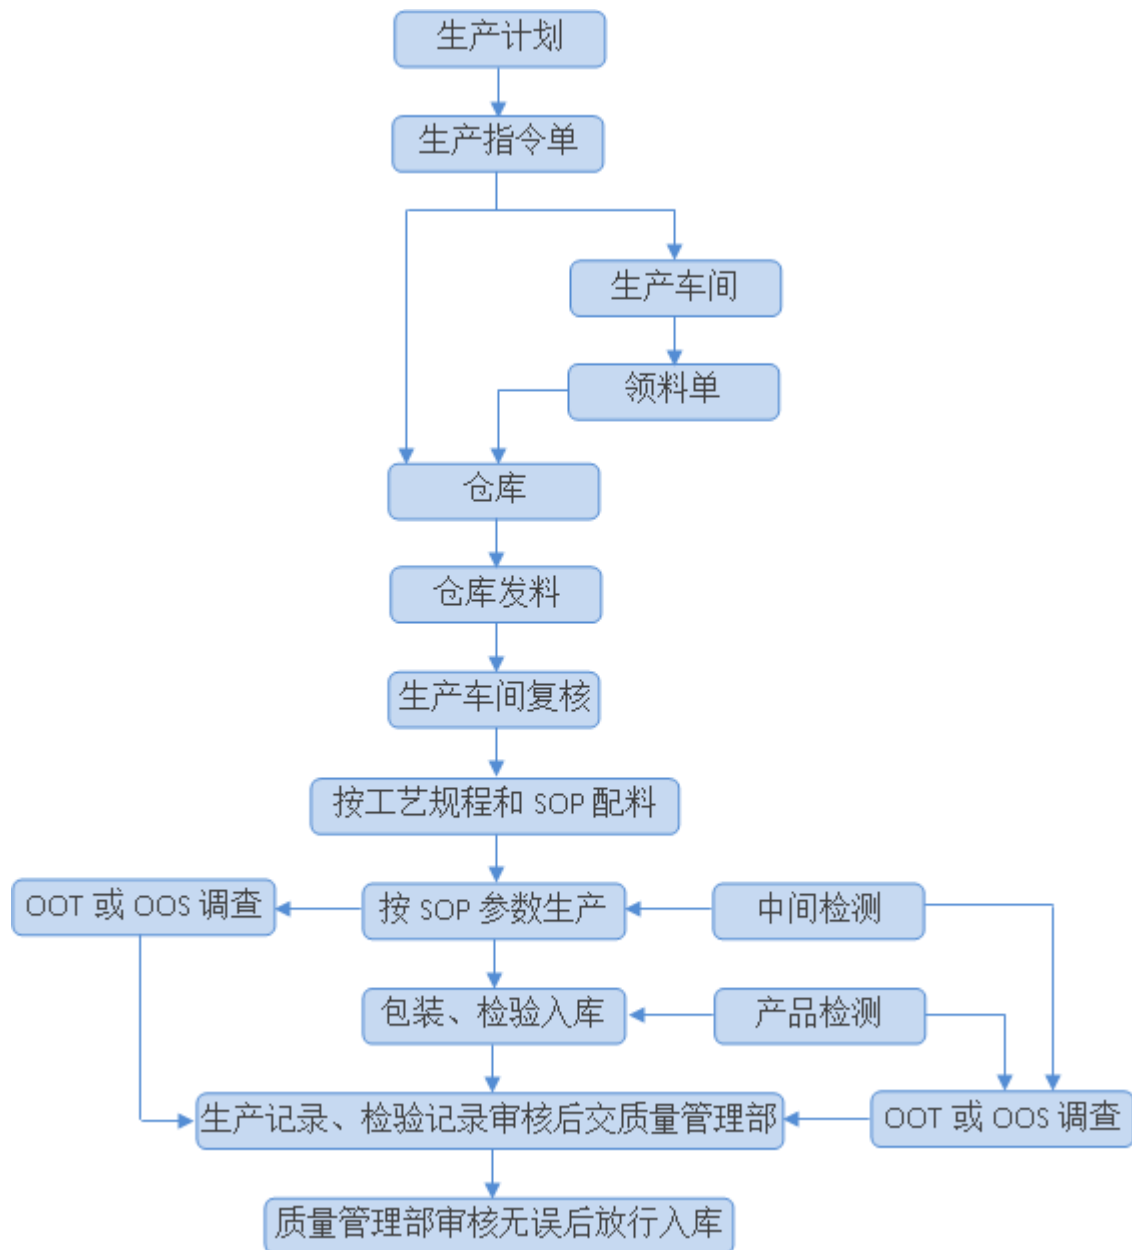 生产计划
生产指令单
生产车间
领料单
仓库
仓库发料
生产车间复核
按工艺规程和 SOP 配料
OOT 或 OOS 调查
按 SOP 参数生产
中间检测
包装、检验入库
产品检测
生产记录、检验记录审核后交质量管理部
OOT 或 OOS 调查
质量管理部审核无误后放行入库